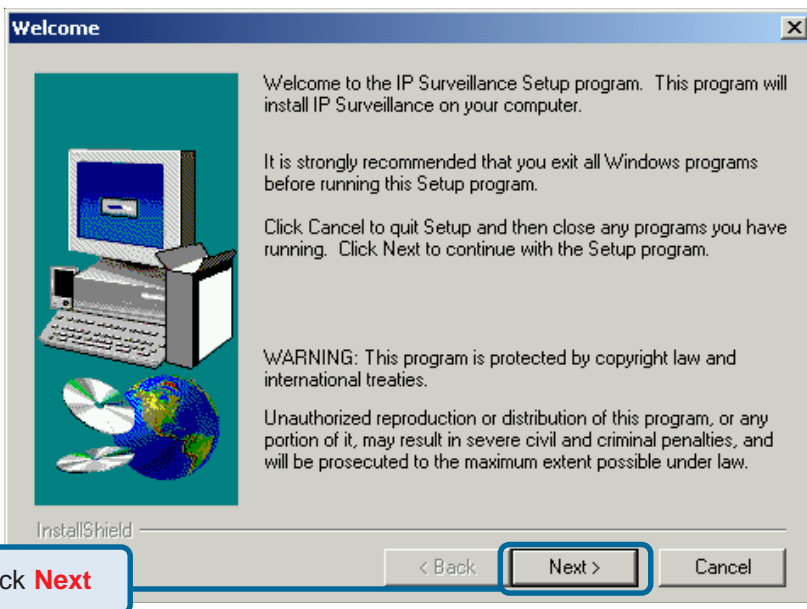 Welcome
Welcome to the IP Surveillance Setup program. This program will
install IP Surveillance on your computer.
It is strongly recommended that you exit all Windows programs
before running this Setup program.
Click Cancel to quit Setup and then close any programs you have
running. Click Next to continue with the Setup program.
WARNING: This program is protected by copyright law and
international treaties.
Unauthorized reproduction or distribution of this program, or any
portion of it, may result in severe civil and criminal penalties, and
will be prosecuted to the maximum extent possible under law.
InstallShield
< Back
Next >
Cancel
ck Next